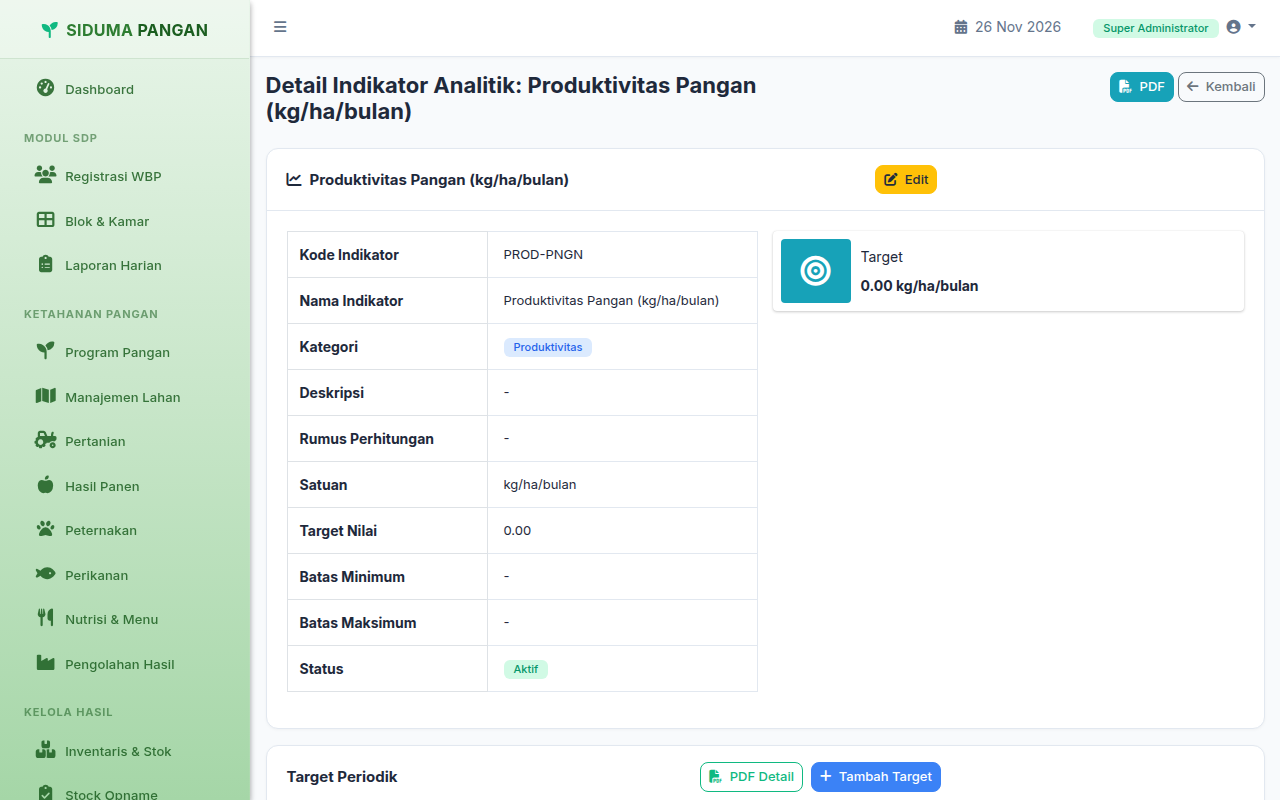 SIDUMA PANGAN
Dashboard
MODUL SDP
Registrasi WBP
Blok & Kamar
Laporan Harian
KETAHANAN PANGAN
Program Pangan
Manajemen Lahan
Pertanian
Hasil Panen
Peternakan
Perikanan
Nutrisi & Menu
Pengolahan Hasil
KELOLA HASIL
Inventaris & Stok
Stock Opname
26 Nov 2026
Super Administrator
Detail Indikator Analitik: Produktivitas Pangan
(kg/ha/bulan)
PDF
Kembali
Produktivitas Pangan (kg/ha/bulan)
Edit
Kode Indikator PROD-PNGN
Nama Indikator Produktivitas Pangan (kg/ha/bulan)
Kategori Produktivitas
Deskripsi -
Rumus Perhitungan -
Satuan kg/ha/bulan
Target Nilai 0.00
Batas Minimum -
Batas Maksimum -
Status Aktif
Target
0.00 kg/ha/bulan
Target Periodik
PDF Detail
Tambah Target